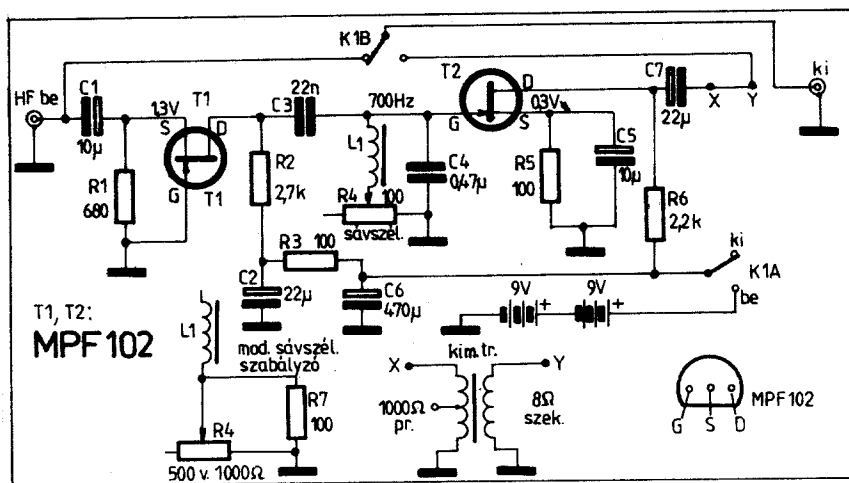 K1B
T2
C7
ki
HF be
C1
1,3V
T1
C3
22n
700Hz
D
22µ
X
Y
S
D
0,3V
G
S
10µ
R1
680
G
T1
R2
2,7k
L1
R4
100
sávszél.
C4
0,47µ
R5
100
C5
10µ
R6
2,2k
R3
100
C2
22µ
C6
470µ
ki
K1A
be
9V
9V
+
+
T1, T2:
MPF102
L1
mod. sávszél.
szabályzó
R7
100
R4
500 v. 1000Ω
kim.tr.
X
Y
1000Ω
pr.
8Ω
szek.
MPF102
G
S
D